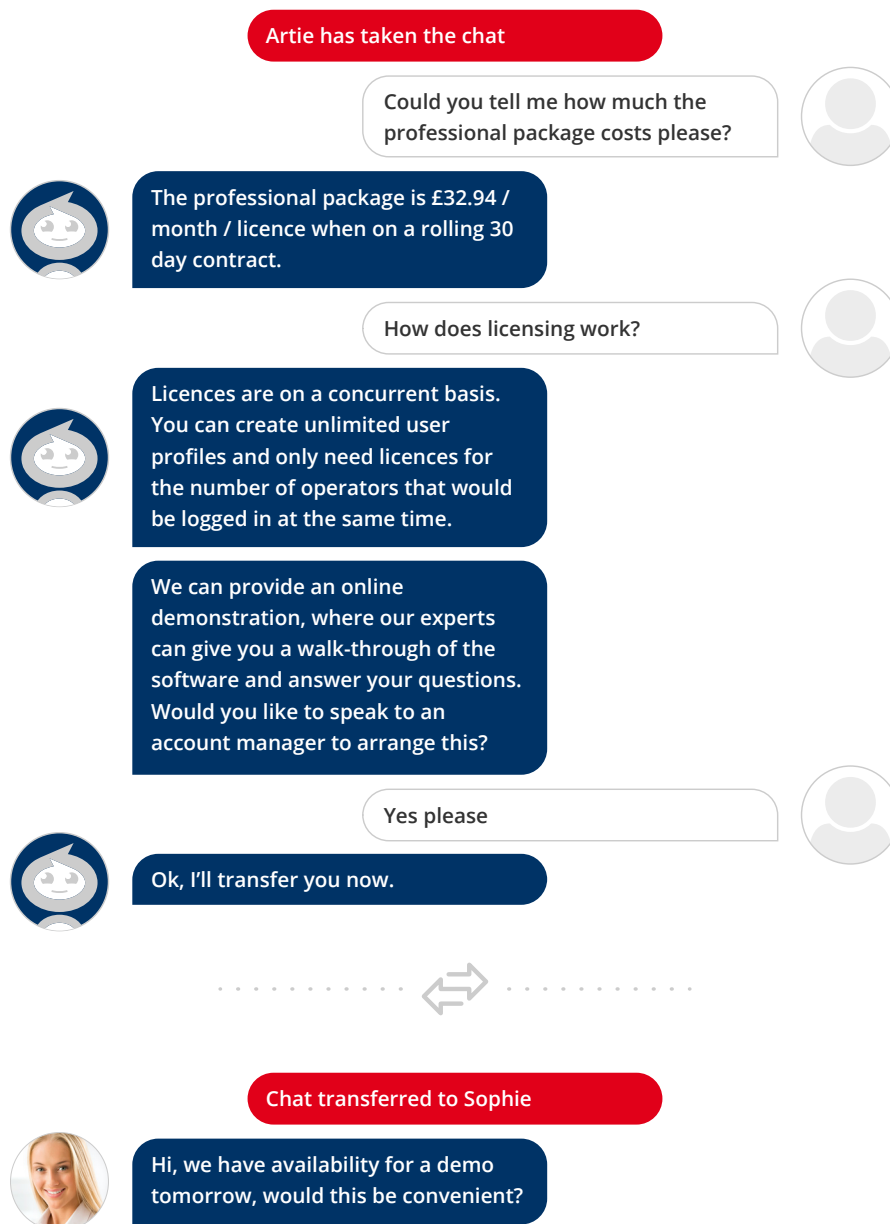 Artie has taken the chat
Could you tell me how much the
professional package costs please?
The professional package is £32.94 /
month / licence when on a rolling 30
day contract.
How does licensing work?
Licences are on a concurrent basis.
You can create unlimited user
profiles and only need licences for
the number of operators that would
be logged in at the same time.
We can provide an online
demonstration, where our experts
can give you a walk-through of the
software and answer your questions.
Would you like to speak to an
account manager to arrange this?
Yes please
Ok, I’ll transfer you now.
Chat transferred to Sophie
Hi, we have availability for a demo
tomorrow, would this be convenient?